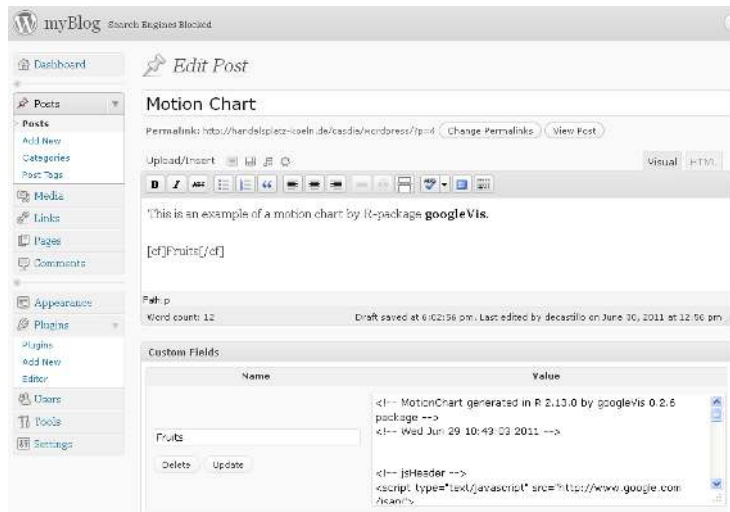 myBlog Search Engines Blocked
Dashboard
Edit Post
Posts
Posts
Add New
Categories
Post Tags
Media
Links
Pages
Comments
Appearance
Plugins
Plugins
Add New
Editor
Users
Tools
Settings
Motion Chart
Permalink: http://handelsplatz-koeln.de/casdia/wordpress/?p=4 Change Permalinks View Post
Upload/Insert Visual HTML
B I ABC
This is an example of a motion chart by R-package googleVis.
[cf]Fruits[/cf]
Path: p
Word count: 12 Draft saved at 6:02:56 pm. Last edited by decastillo on June 30, 2011 at 12:56 pm
Custom Fields
Name Value
Fruits
Delete Update
<!-- MotionChart generated in R 2.13.0 by googleVis 0.2.6
package -->
<!-- Wed Jun 29 10:43:03 2011 -->
<!-- jsHeader -->
<script type="text/javascript" src="http://www.google.com
/jsapi">